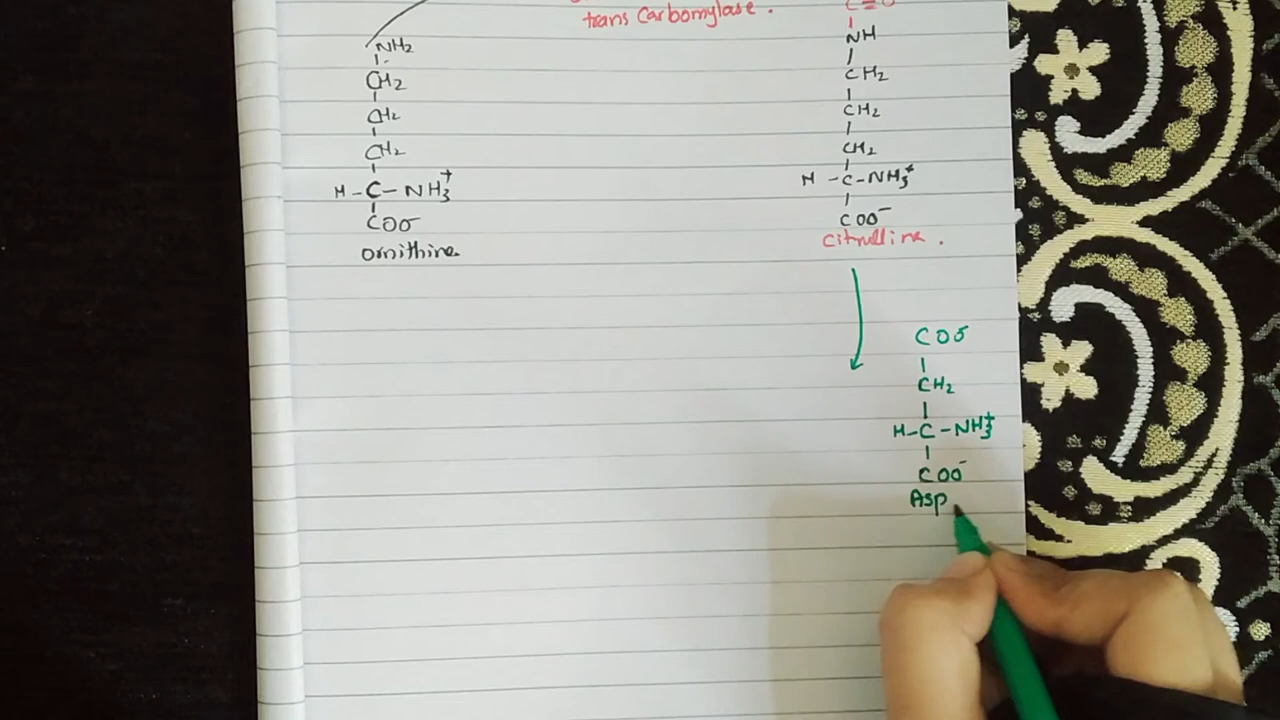 trans Carbomylase.
NH2
CH2
CH2
CH2
H-C-NH3+
COO-
ornithine
C=O
NH
CH2
CH2
CH2
H-C-NH3+
COO-
citrulline.
COO-
CH2
H-C-NH3+
COO-
Asp